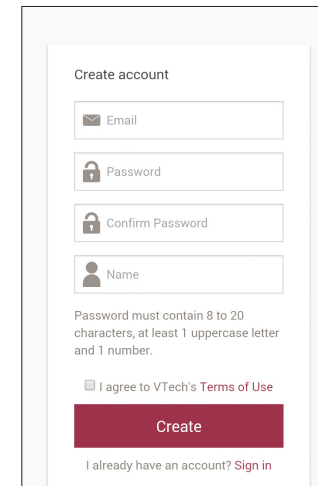 Create account
Email
Password
Confirm Password
Name
Password must contain 8 to 20
characters, at least 1 uppercase letter
and 1 number.
I agree to VTech's Terms of Use
Create
I already have an account? Sign in